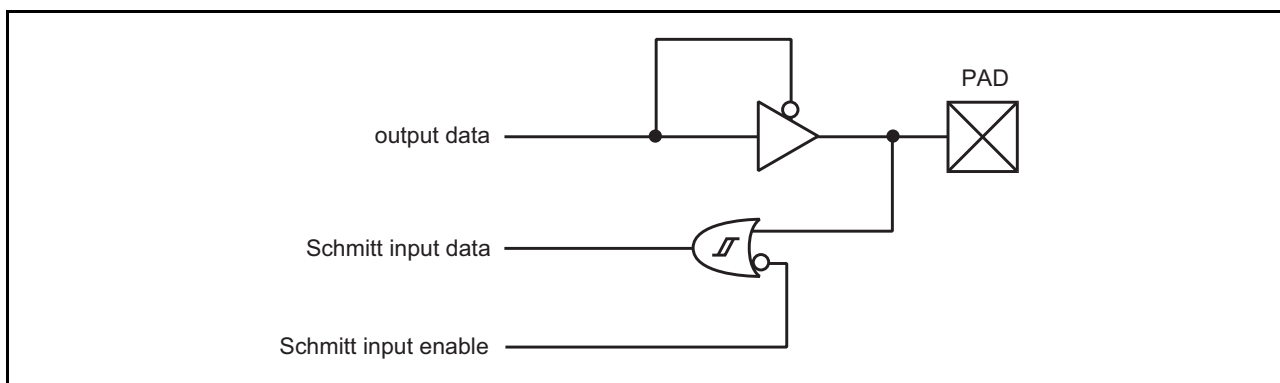 PAD
output data
Schmitt input data
Schmitt input enable